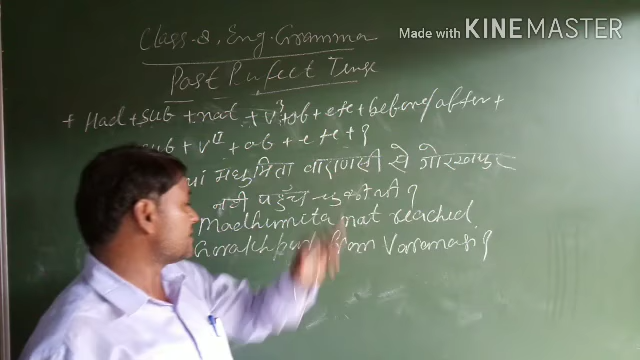 Made with KINEMASTER
Class-8, Eng. Grammar
Past Perfect Tense
+ Had + sub + not + V³ + ob + etc + before/after +
sub + V + ob + etc + ?
मधुमिता वाराणसी से गोरखपुर
नहीं पहुँच चुकी थी ?
Madhumita not reached
Gorakhpur from Varanasi ?